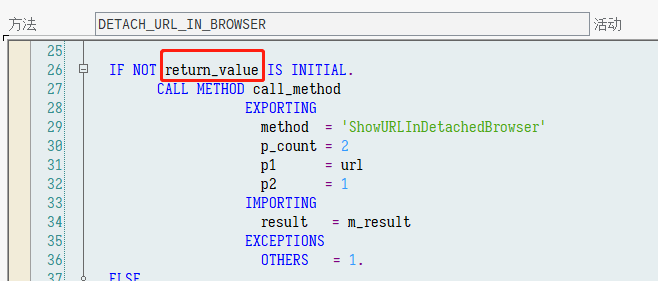 方法 DETACH_URL_IN_BROWSER 活动
25
26 IF NOT return_value IS INITIAL.
27 CALL METHOD call_method
28 EXPORTING
29 method = 'ShowURLInDetachedBrowser'
30 p_count = 2
31 p1 = url
32 p2 = 1
33 IMPORTING
34 result = m_result
35 EXCEPTIONS
36 OTHERS = 1.
37 ELSE